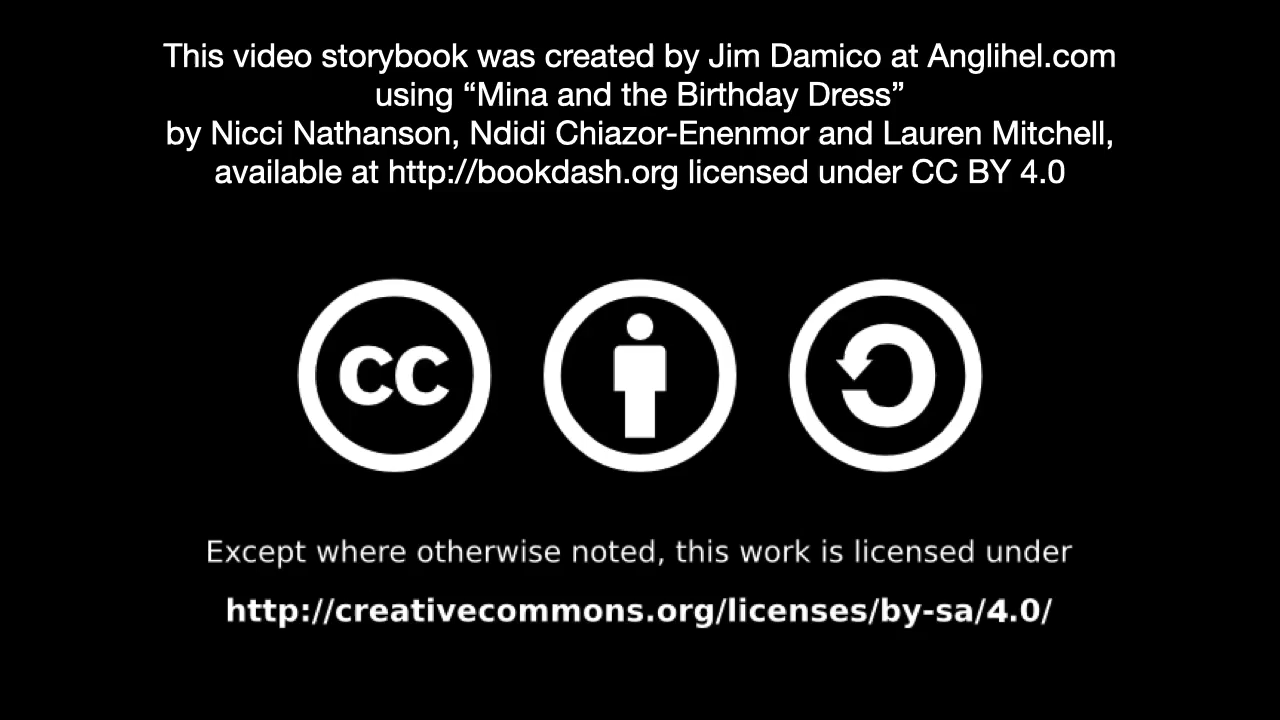 This video storybook was created by Jim Damico at Anglihel.com
using “Mina and the Birthday Dress”
by Nicci Nathanson, Ndidi Chiazor-Enenmor and Lauren Mitchell,
available at http://bookdash.org licensed under CC BY 4.0
cc
Except where otherwise noted, this work is licensed under
http://creativecommons.org/licenses/by-sa/4.0/